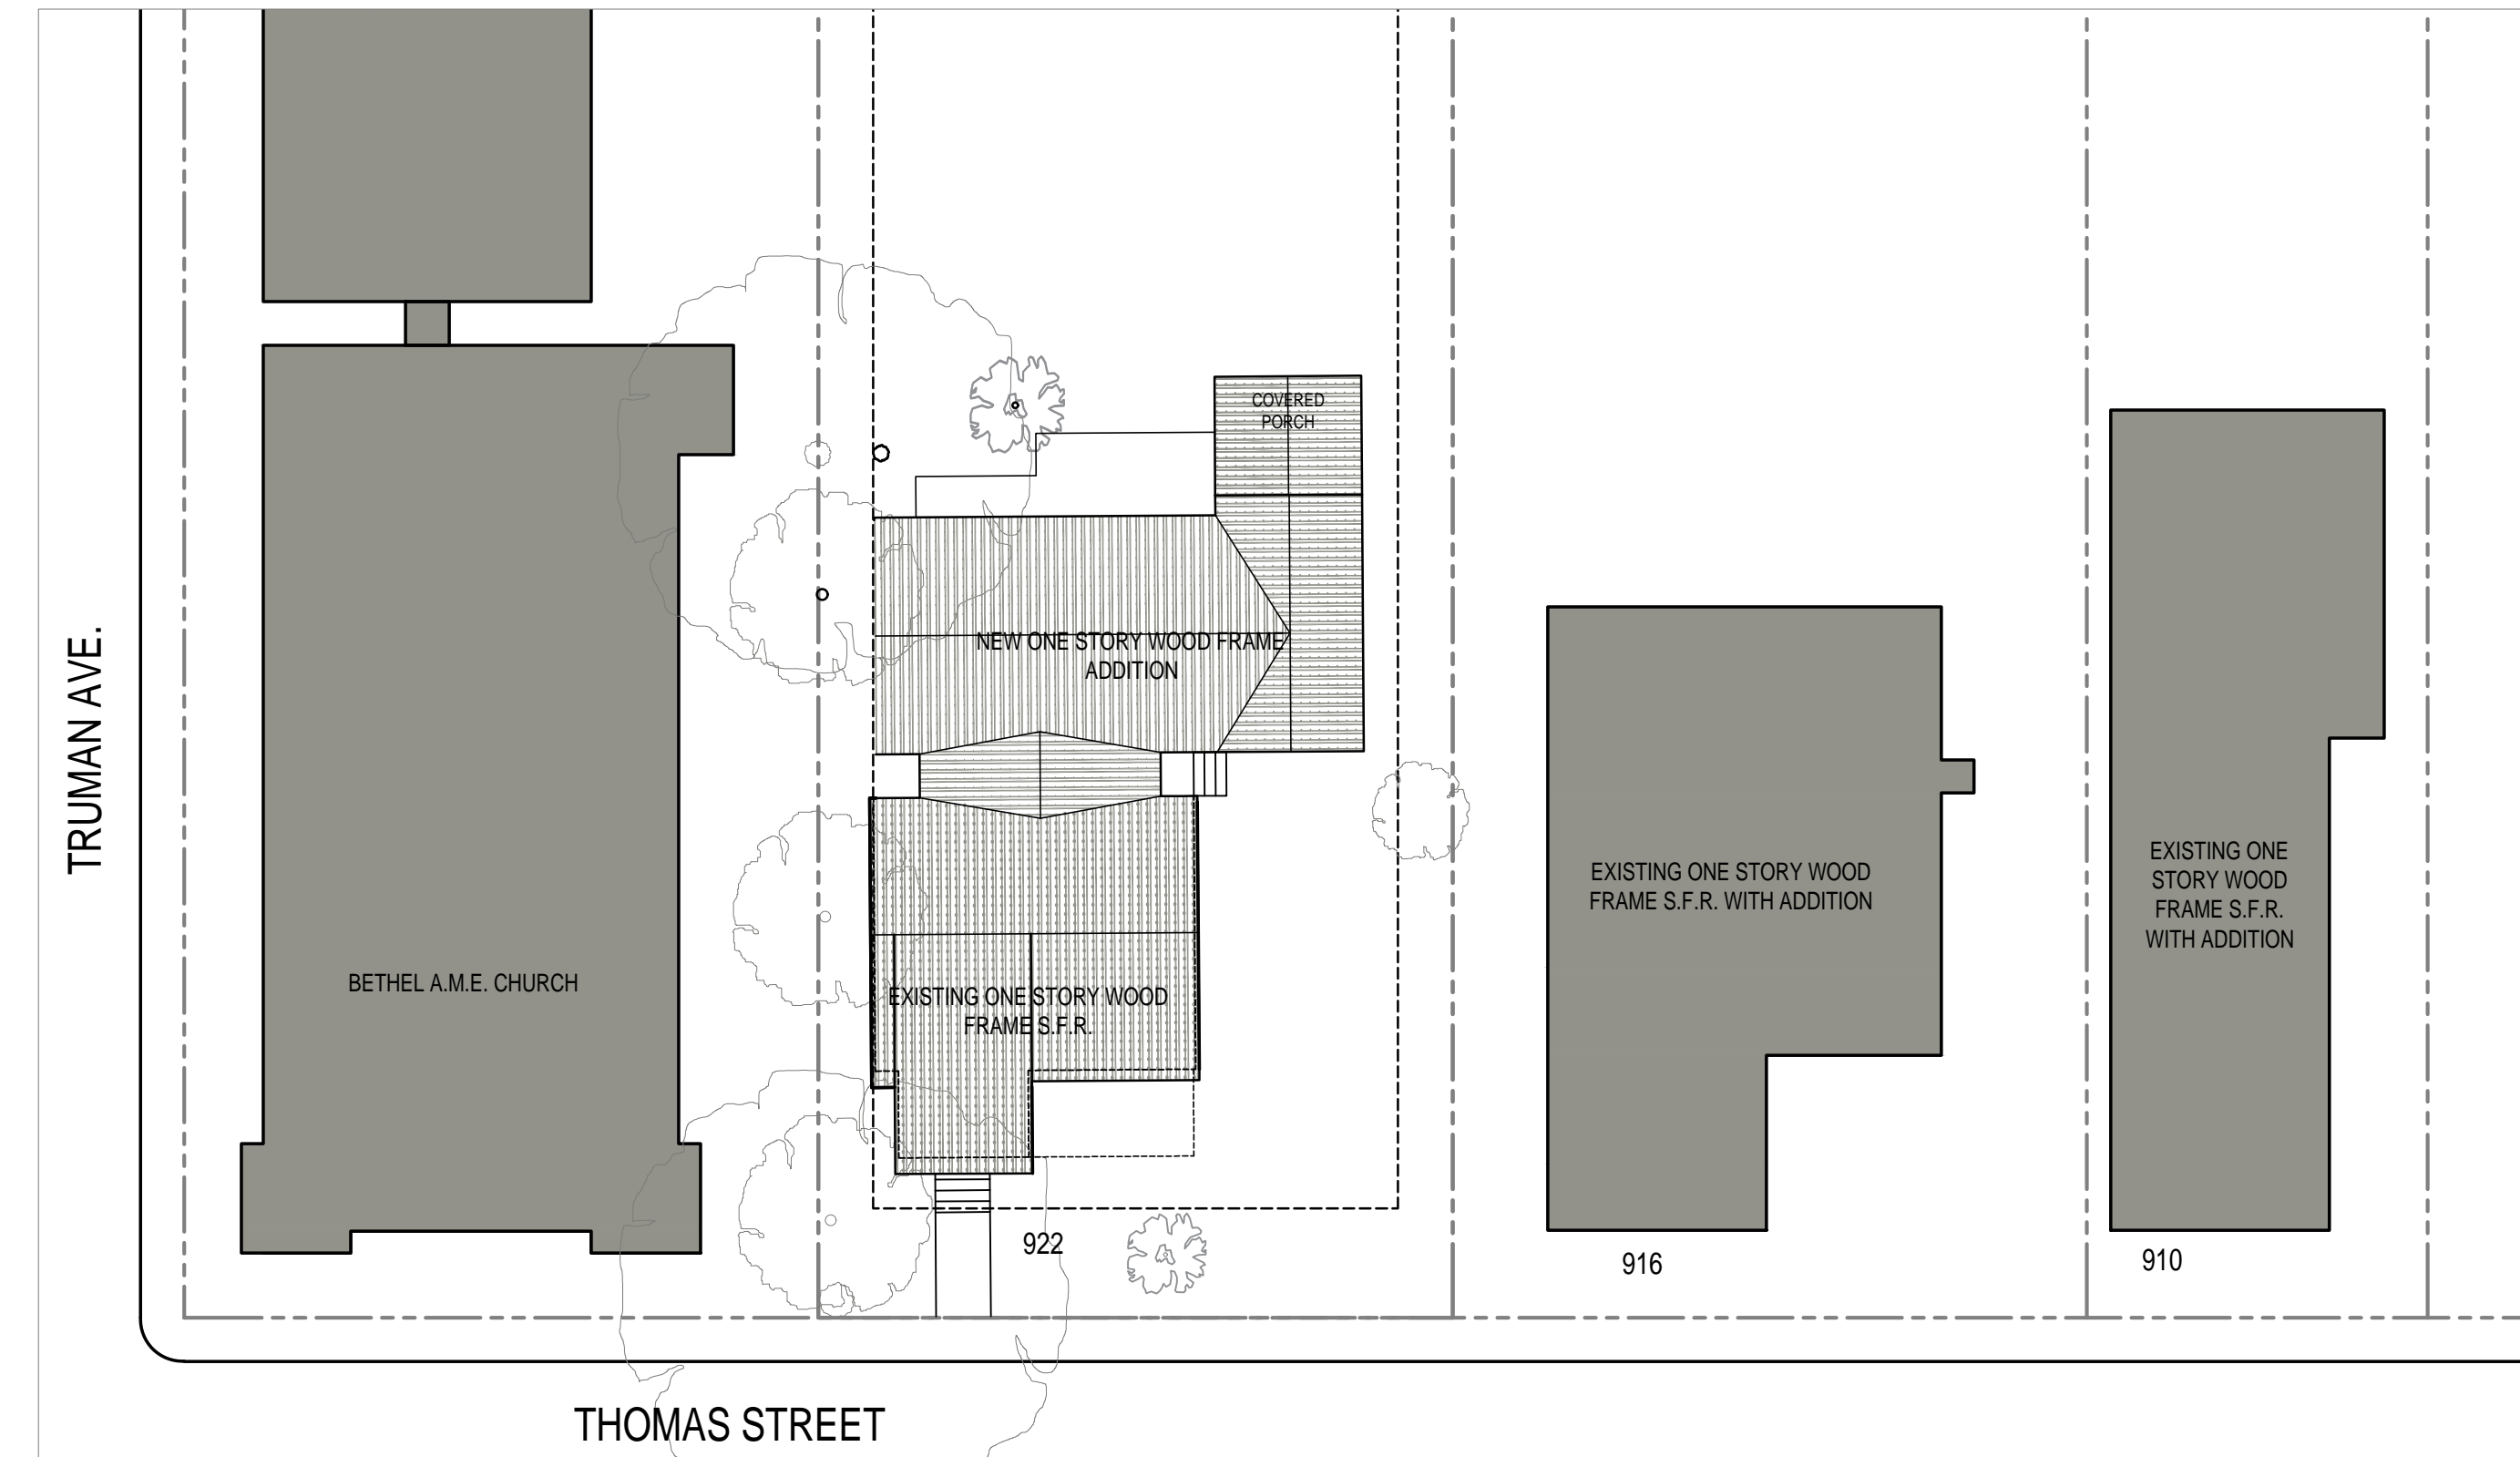 COVERED
PORCH
NEW ONE STORY WOOD FRAME
ADDITION
TRUMAN AVE.
BETHEL A.M.E. CHURCH
EXISTING ONE STORY WOOD
FRAME S.F.R.
EXISTING ONE STORY WOOD
FRAME S.F.R. WITH ADDITION
EXISTING ONE
STORY WOOD
FRAME S.F.R.
WITH ADDITION
922
916
910
THOMAS STREET